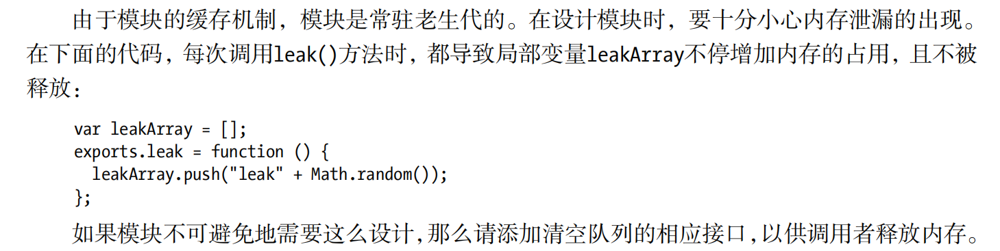 由于模块的缓存机制，模块是常驻老生代的。在设计模块时，要十分小心内存泄漏的出现。
在下面的代码，每次调用leak()方法时，都导致局部变量leakArray不停增加内存的占用，且不被
释放：
var leakArray = [];
exports.leak = function () {
  leakArray.push("leak" + Math.random());
};
如果模块不可避免地需要这么设计，那么请添加清空队列的相应接口，以供调用者释放内存。